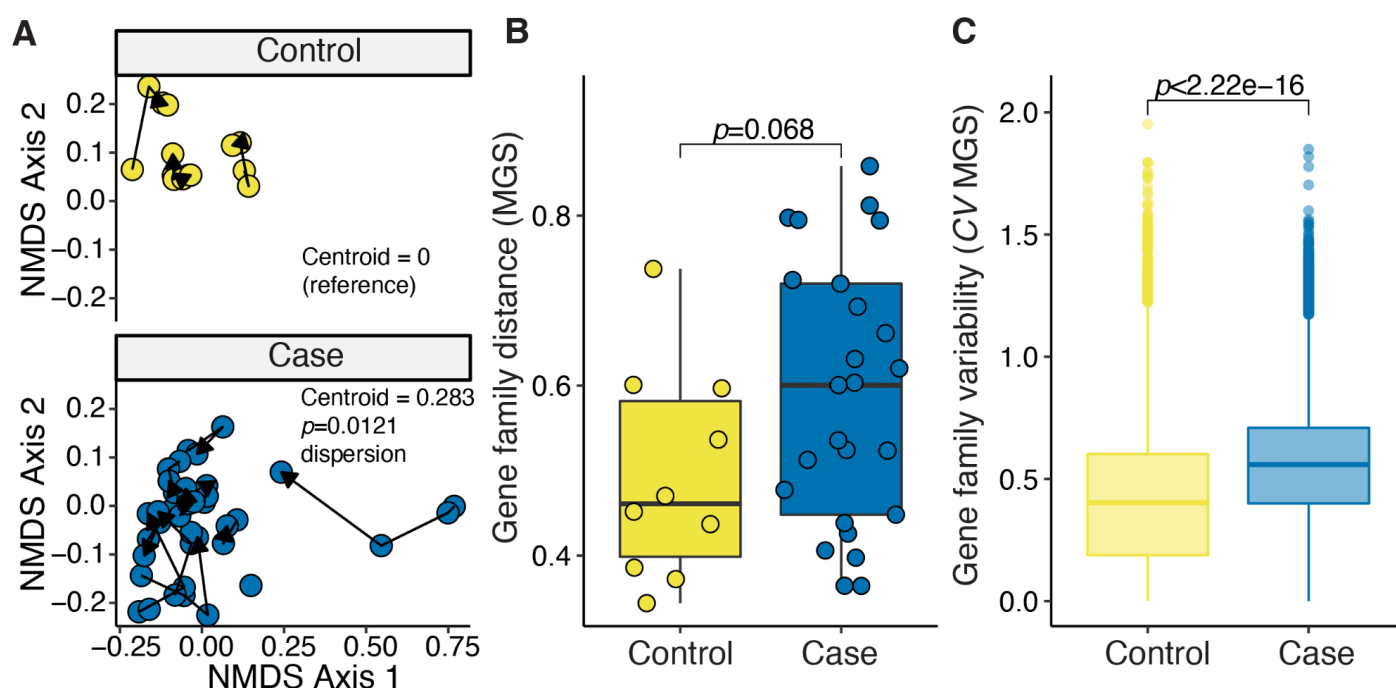 A
Control
NMDS Axis 2
0.2
0.1
0.0
−0.1
−0.2
Centroid = 0
(reference)
Case
NMDS Axis 2
0.2
0.1
0.0
−0.1
−0.2
Centroid = 0.283
p=0.0121
dispersion
−0.25 0.00 0.25 0.50 0.75
NMDS Axis 1
B
Gene family distance (MGS)
0.8
0.6
0.4
p=0.068
Control Case
C
Gene family variability (CV MGS)
2.0
1.5
1.0
0.5
0.0
p<2.22e−16
Control Case